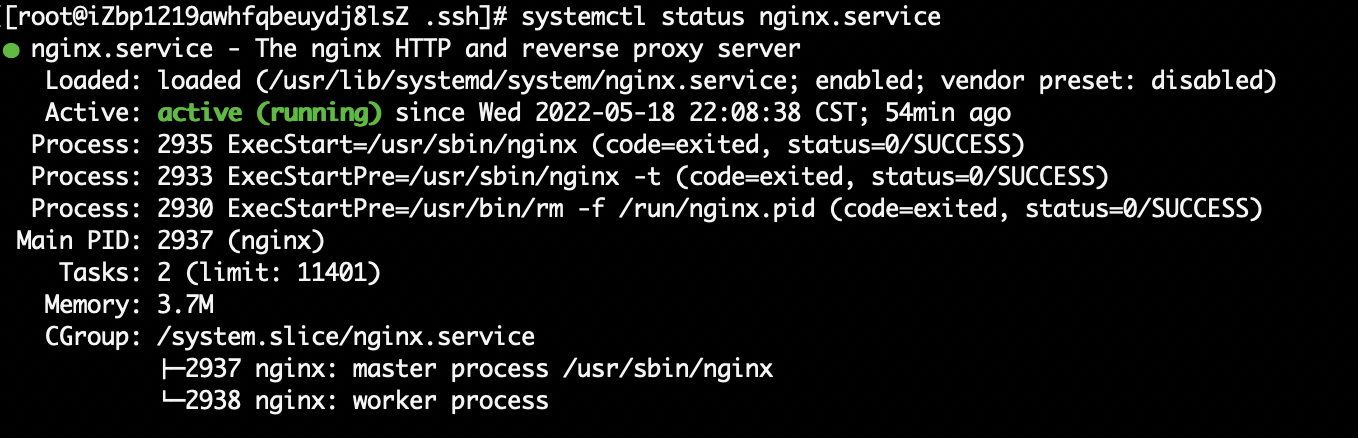 [root@iZbp1219awhfqbeuydj8lsZ .ssh]# systemctl status nginx.service
● nginx.service - The nginx HTTP and reverse proxy server
   Loaded: loaded (/usr/lib/systemd/system/nginx.service; enabled; vendor preset: disabled)
   Active: active (running) since Wed 2022-05-18 22:08:38 CST; 54min ago
  Process: 2935 ExecStart=/usr/sbin/nginx (code=exited, status=0/SUCCESS)
  Process: 2933 ExecStartPre=/usr/sbin/nginx -t (code=exited, status=0/SUCCESS)
  Process: 2930 ExecStartPre=/usr/bin/rm -f /run/nginx.pid (code=exited, status=0/SUCCESS)
 Main PID: 2937 (nginx)
    Tasks: 2 (limit: 11401)
   Memory: 3.7M
   CGroup: /system.slice/nginx.service
           ├─2937 nginx: master process /usr/sbin/nginx
           └─2938 nginx: worker process